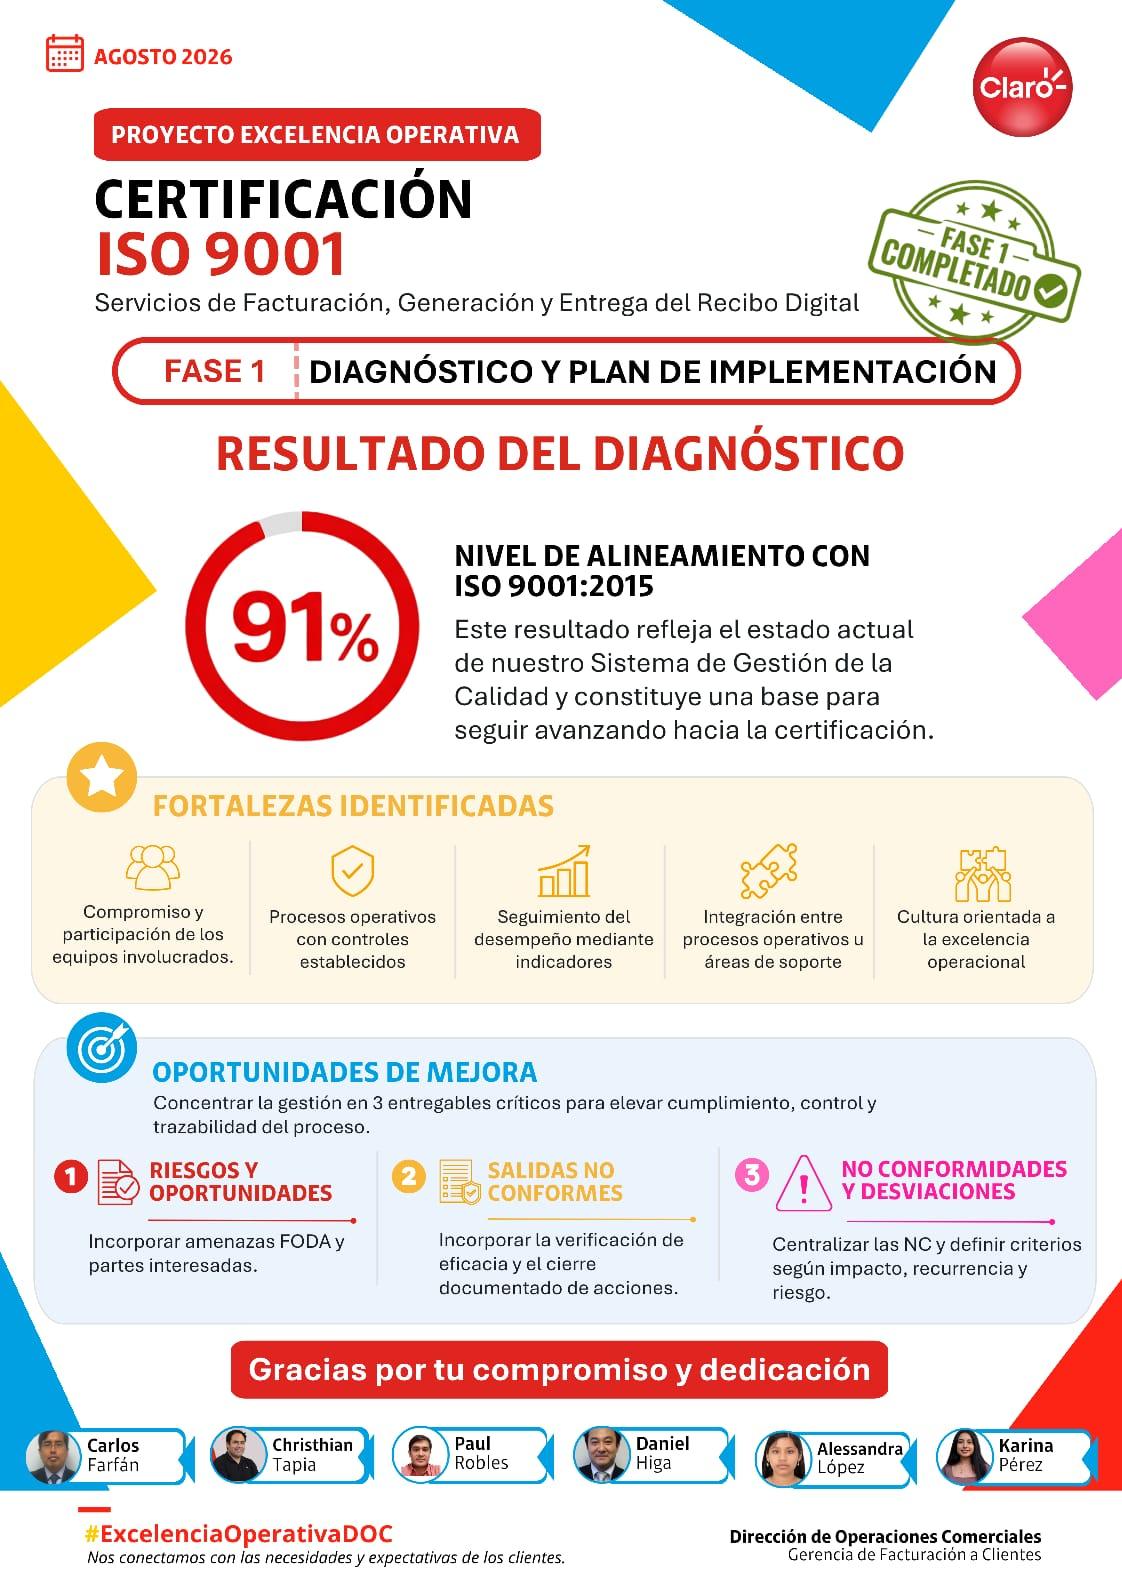 AGOSTO 2026
Claro
PROYECTO EXCELENCIA OPERATIVA
CERTIFICACIÓN
ISO 9001
Servicios de Facturación, Generación y Entrega del Recibo Digital
FASE 1
COMPLETADO
FASE 1
DIAGNÓSTICO Y PLAN DE IMPLEMENTACIÓN
RESULTADO DEL DIAGNÓSTICO
91%
NIVEL DE ALINEAMIENTO CON
ISO 9001:2015
Este resultado refleja el estado actual
de nuestro Sistema de Gestión de la
Calidad y constituye una base para
seguir avanzando hacia la certificación.
FORTALEZAS IDENTIFICADAS
Compromiso y
participación de los
equipos involucrados.
Procesos operativos
con controles
establecidos
Seguimiento del
desempeño mediante
indicadores
Integración entre
procesos operativos u
áreas de soporte
Cultura orientada a
la excelencia
operacional
OPORTUNIDADES DE MEJORA
Concentrar la gestión en 3 entregables críticos para elevar cumplimiento, control y
trazabilidad del proceso.
1
RIESGOS Y
OPORTUNIDADES
Incorporar amenazas FODA y
partes interesadas.
2
SALIDAS NO
CONFORMES
Incorporar la verificación de
eficacia y el cierre
documentado de acciones.
3
NO CONFORMIDADES
Y DESVIACIONES
Centralizar las NC y definir criterios
según impacto, recurrencia y
riesgo.
Gracias por tu compromiso y dedicación
Carlos
Farfán
Christhian
Tapia
Paul
Robles
Daniel
Higa
Alessandra
López
Karina
Pérez
#ExcelenciaOperativaDOC
Nos conectamos con las necesidades y expectativas de los clientes.
Dirección de Operaciones Comerciales
Gerencia de Facturación a Clientes